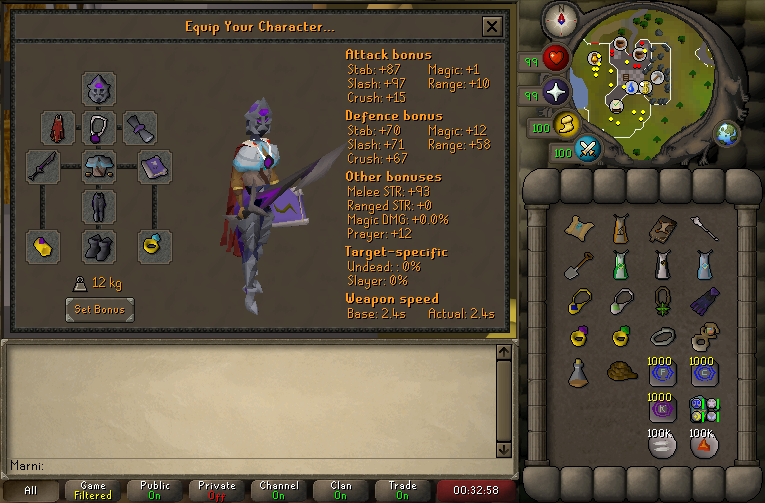 Equip Your Character...
Attack bonus
Stab: +87 Magic: +1
Slash: +97 Range: +10
Crush: +15
Defence bonus
Stab: +70 Magic: +12
Slash: +71 Range: +58
Crush: +67
Other bonuses
Melee STR: +93
Ranged STR: +0
Magic DMG: +0.0%
Prayer: +12
Target-specific
Undead: : 0%
Slayer: 0%
Weapon speed
Base: 2.4s Actual: 2.4s
12 kg
Set Bonus
99
99
100
100
1000
F
1000
C
1000
K
100K
100K
Marni:
All
Game
Filtered
Public
On
Private
Off
Channel
On
Clan
On
Trade
On
00:32:58